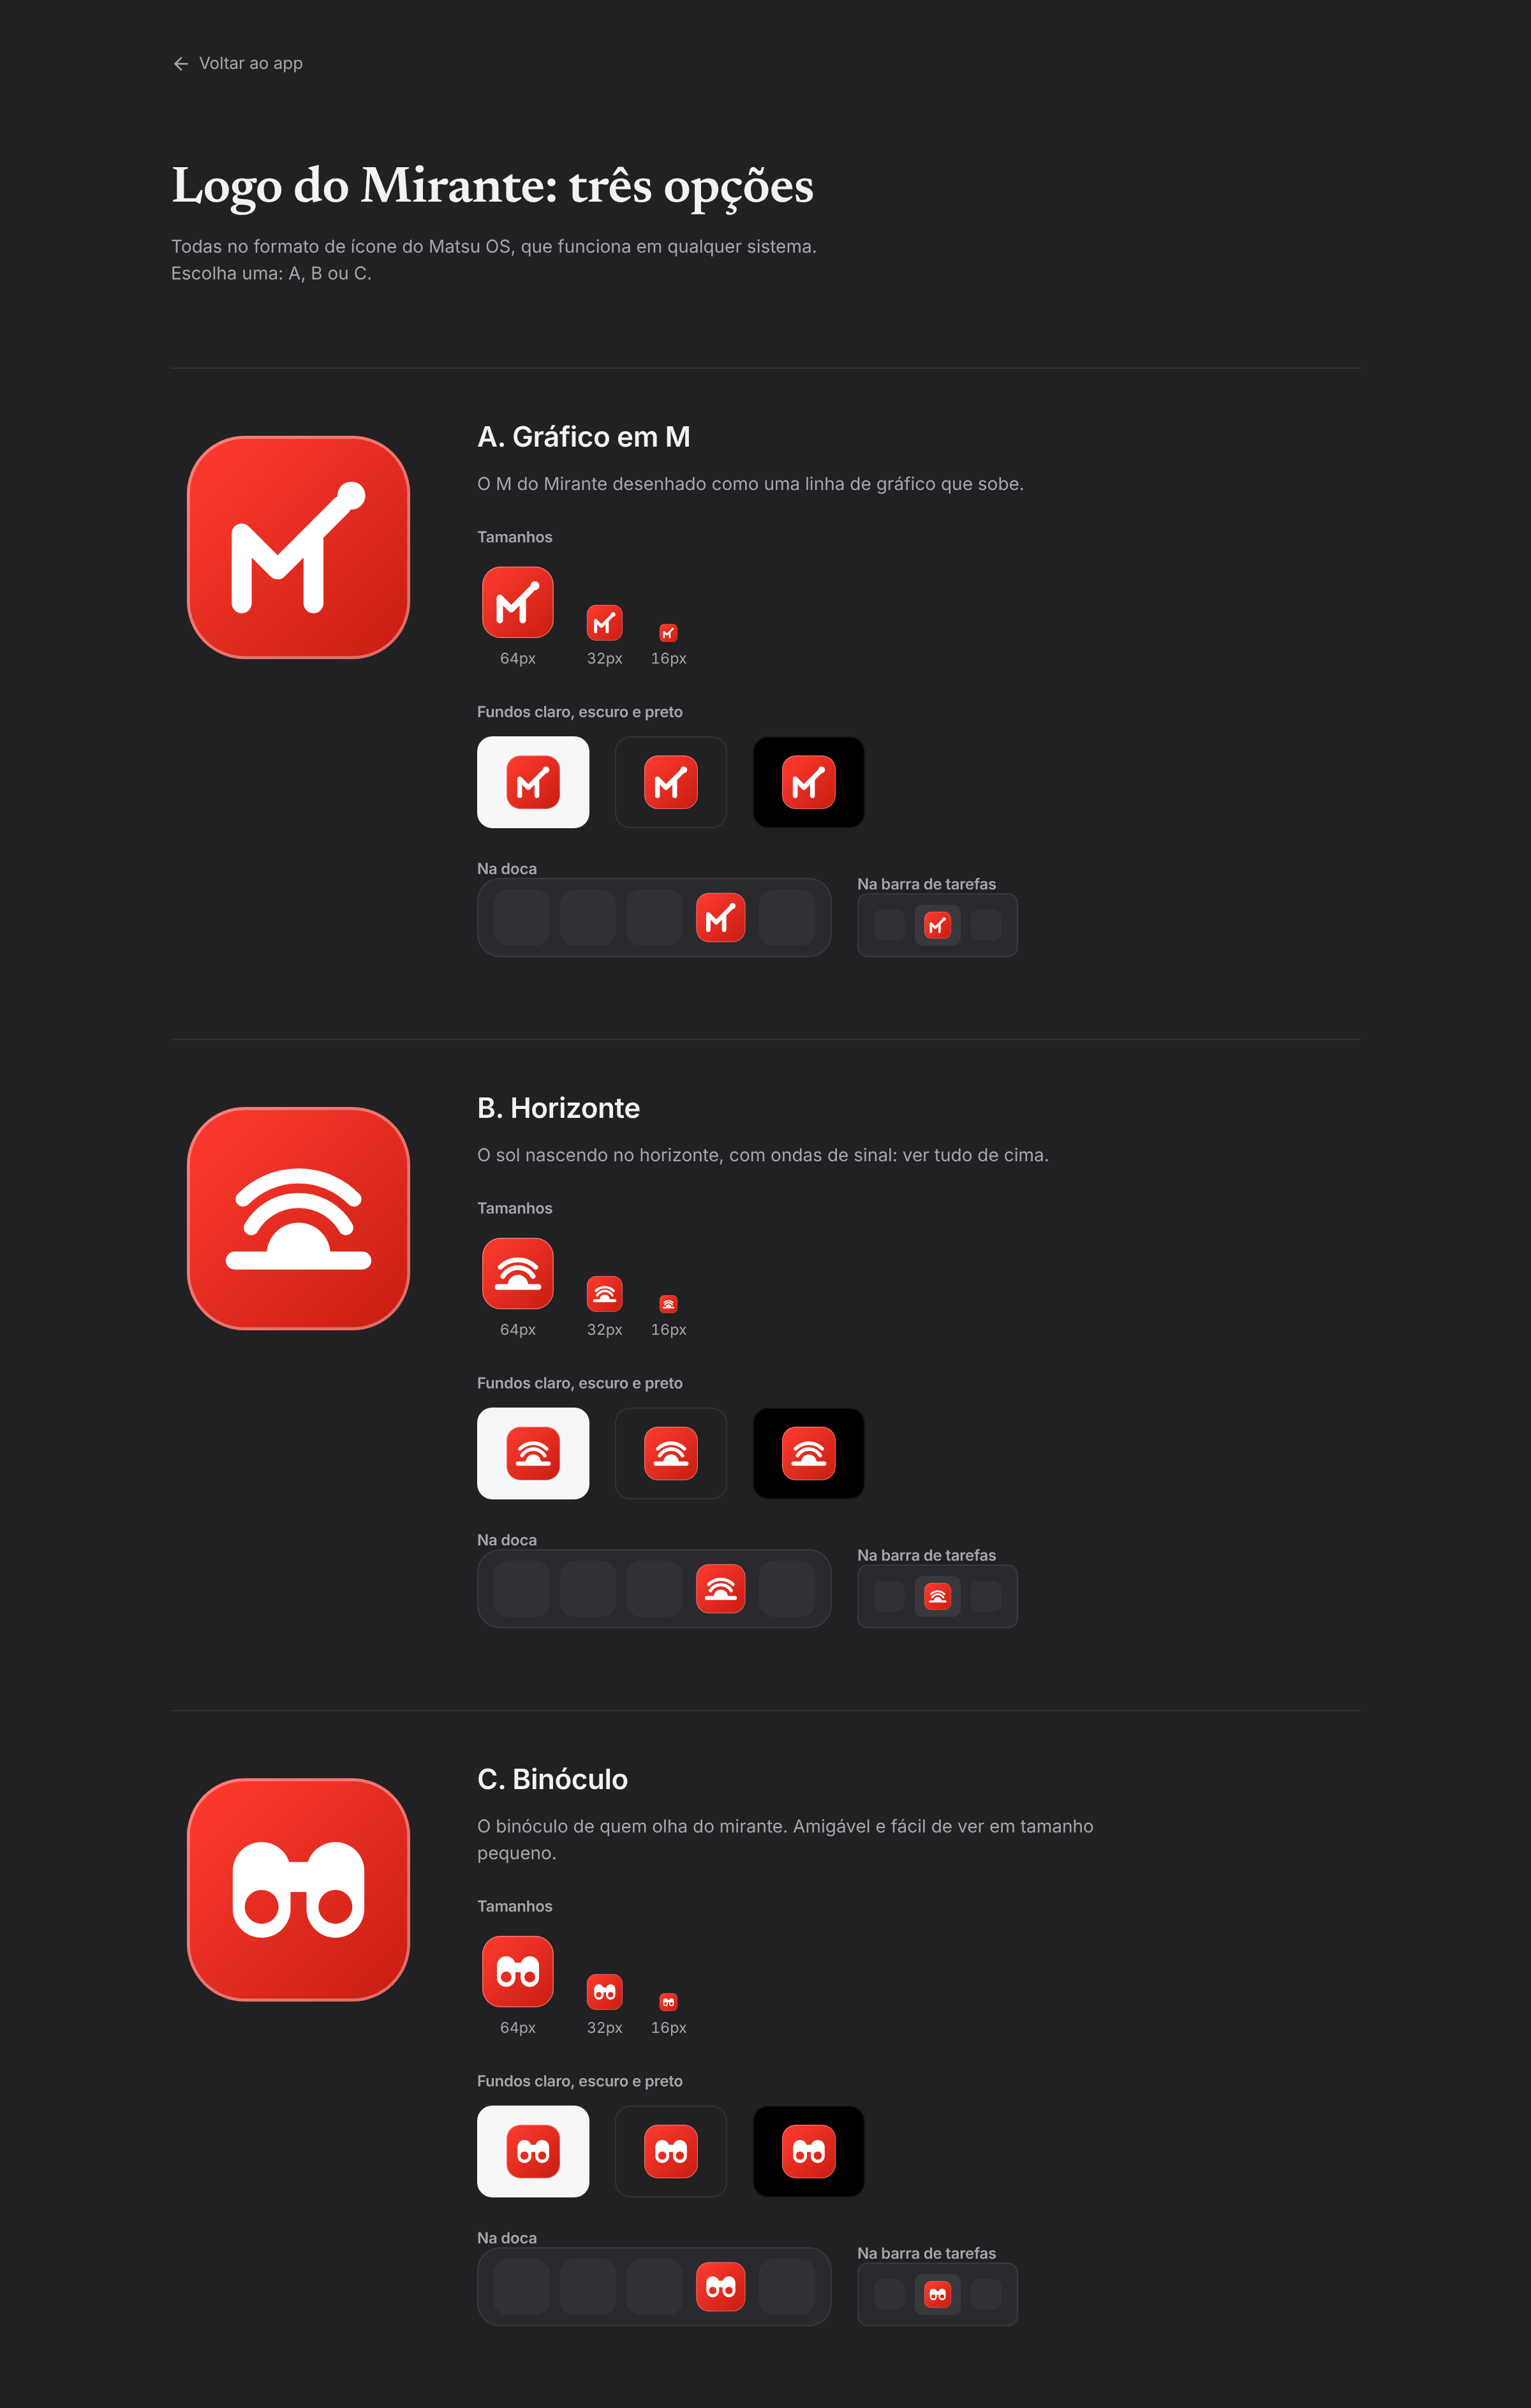 Voltar ao app
Logo do Mirante: três opções
Todas no formato de ícone do Matsu OS, que funciona em qualquer sistema.
Escolha uma: A, B ou C.
A. Gráfico em M
O M do Mirante desenhado como uma linha de gráfico que sobe.
Tamanhos
64px
32px
16px
Fundos claro, escuro e preto
Na doca
Na barra de tarefas
B. Horizonte
O sol nascendo no horizonte, com ondas de sinal: ver tudo de cima.
Tamanhos
64px
32px
16px
Fundos claro, escuro e preto
Na doca
Na barra de tarefas
C. Binóculo
O binóculo de quem olha do mirante. Amigável e fácil de ver em tamanho
pequeno.
Tamanhos
64px
32px
16px
Fundos claro, escuro e preto
Na doca
Na barra de tarefas